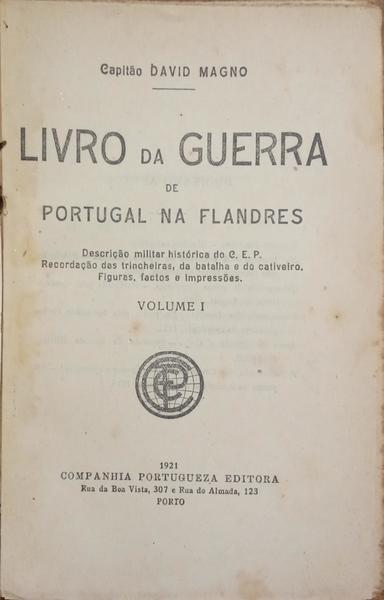 Capitão DAVID MAGNO
LIVRO DA GUERRA
DE
PORTUGAL NA FLANDRES
Descrição militar histórica do C. E. P.
Recordação das trincheiras, da batalha e do cativeiro.
Figuras, factos e impressões.
VOLUME I
1921
COMPANHIA PORTUGUEZA EDITORA
Rua da Boa Vista, 307 e Rua do Almada, 123
PORTO